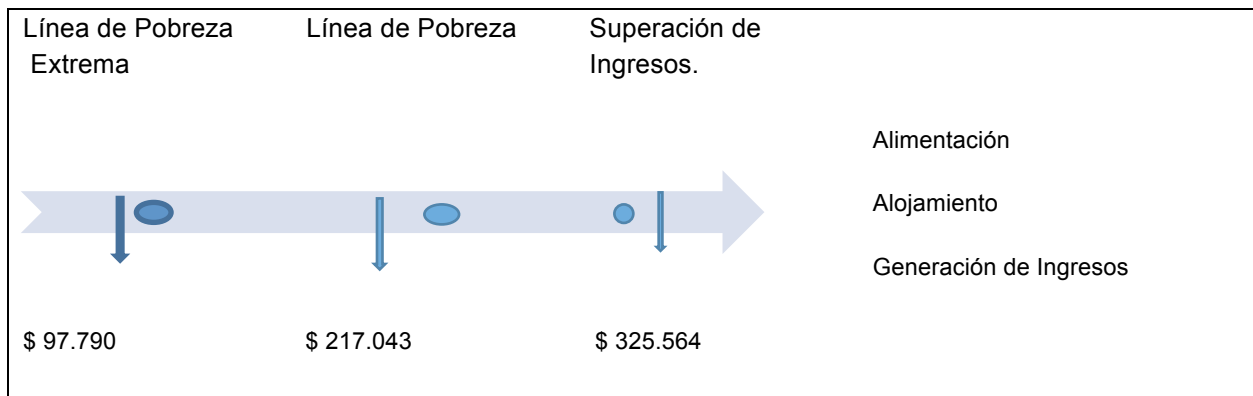 Línea de Pobreza
Extrema
Línea de Pobreza
Superación de
Ingresos.
Alimentación
Alojamiento
Generación de Ingresos
$ 97.790
$ 217.043
$ 325.564